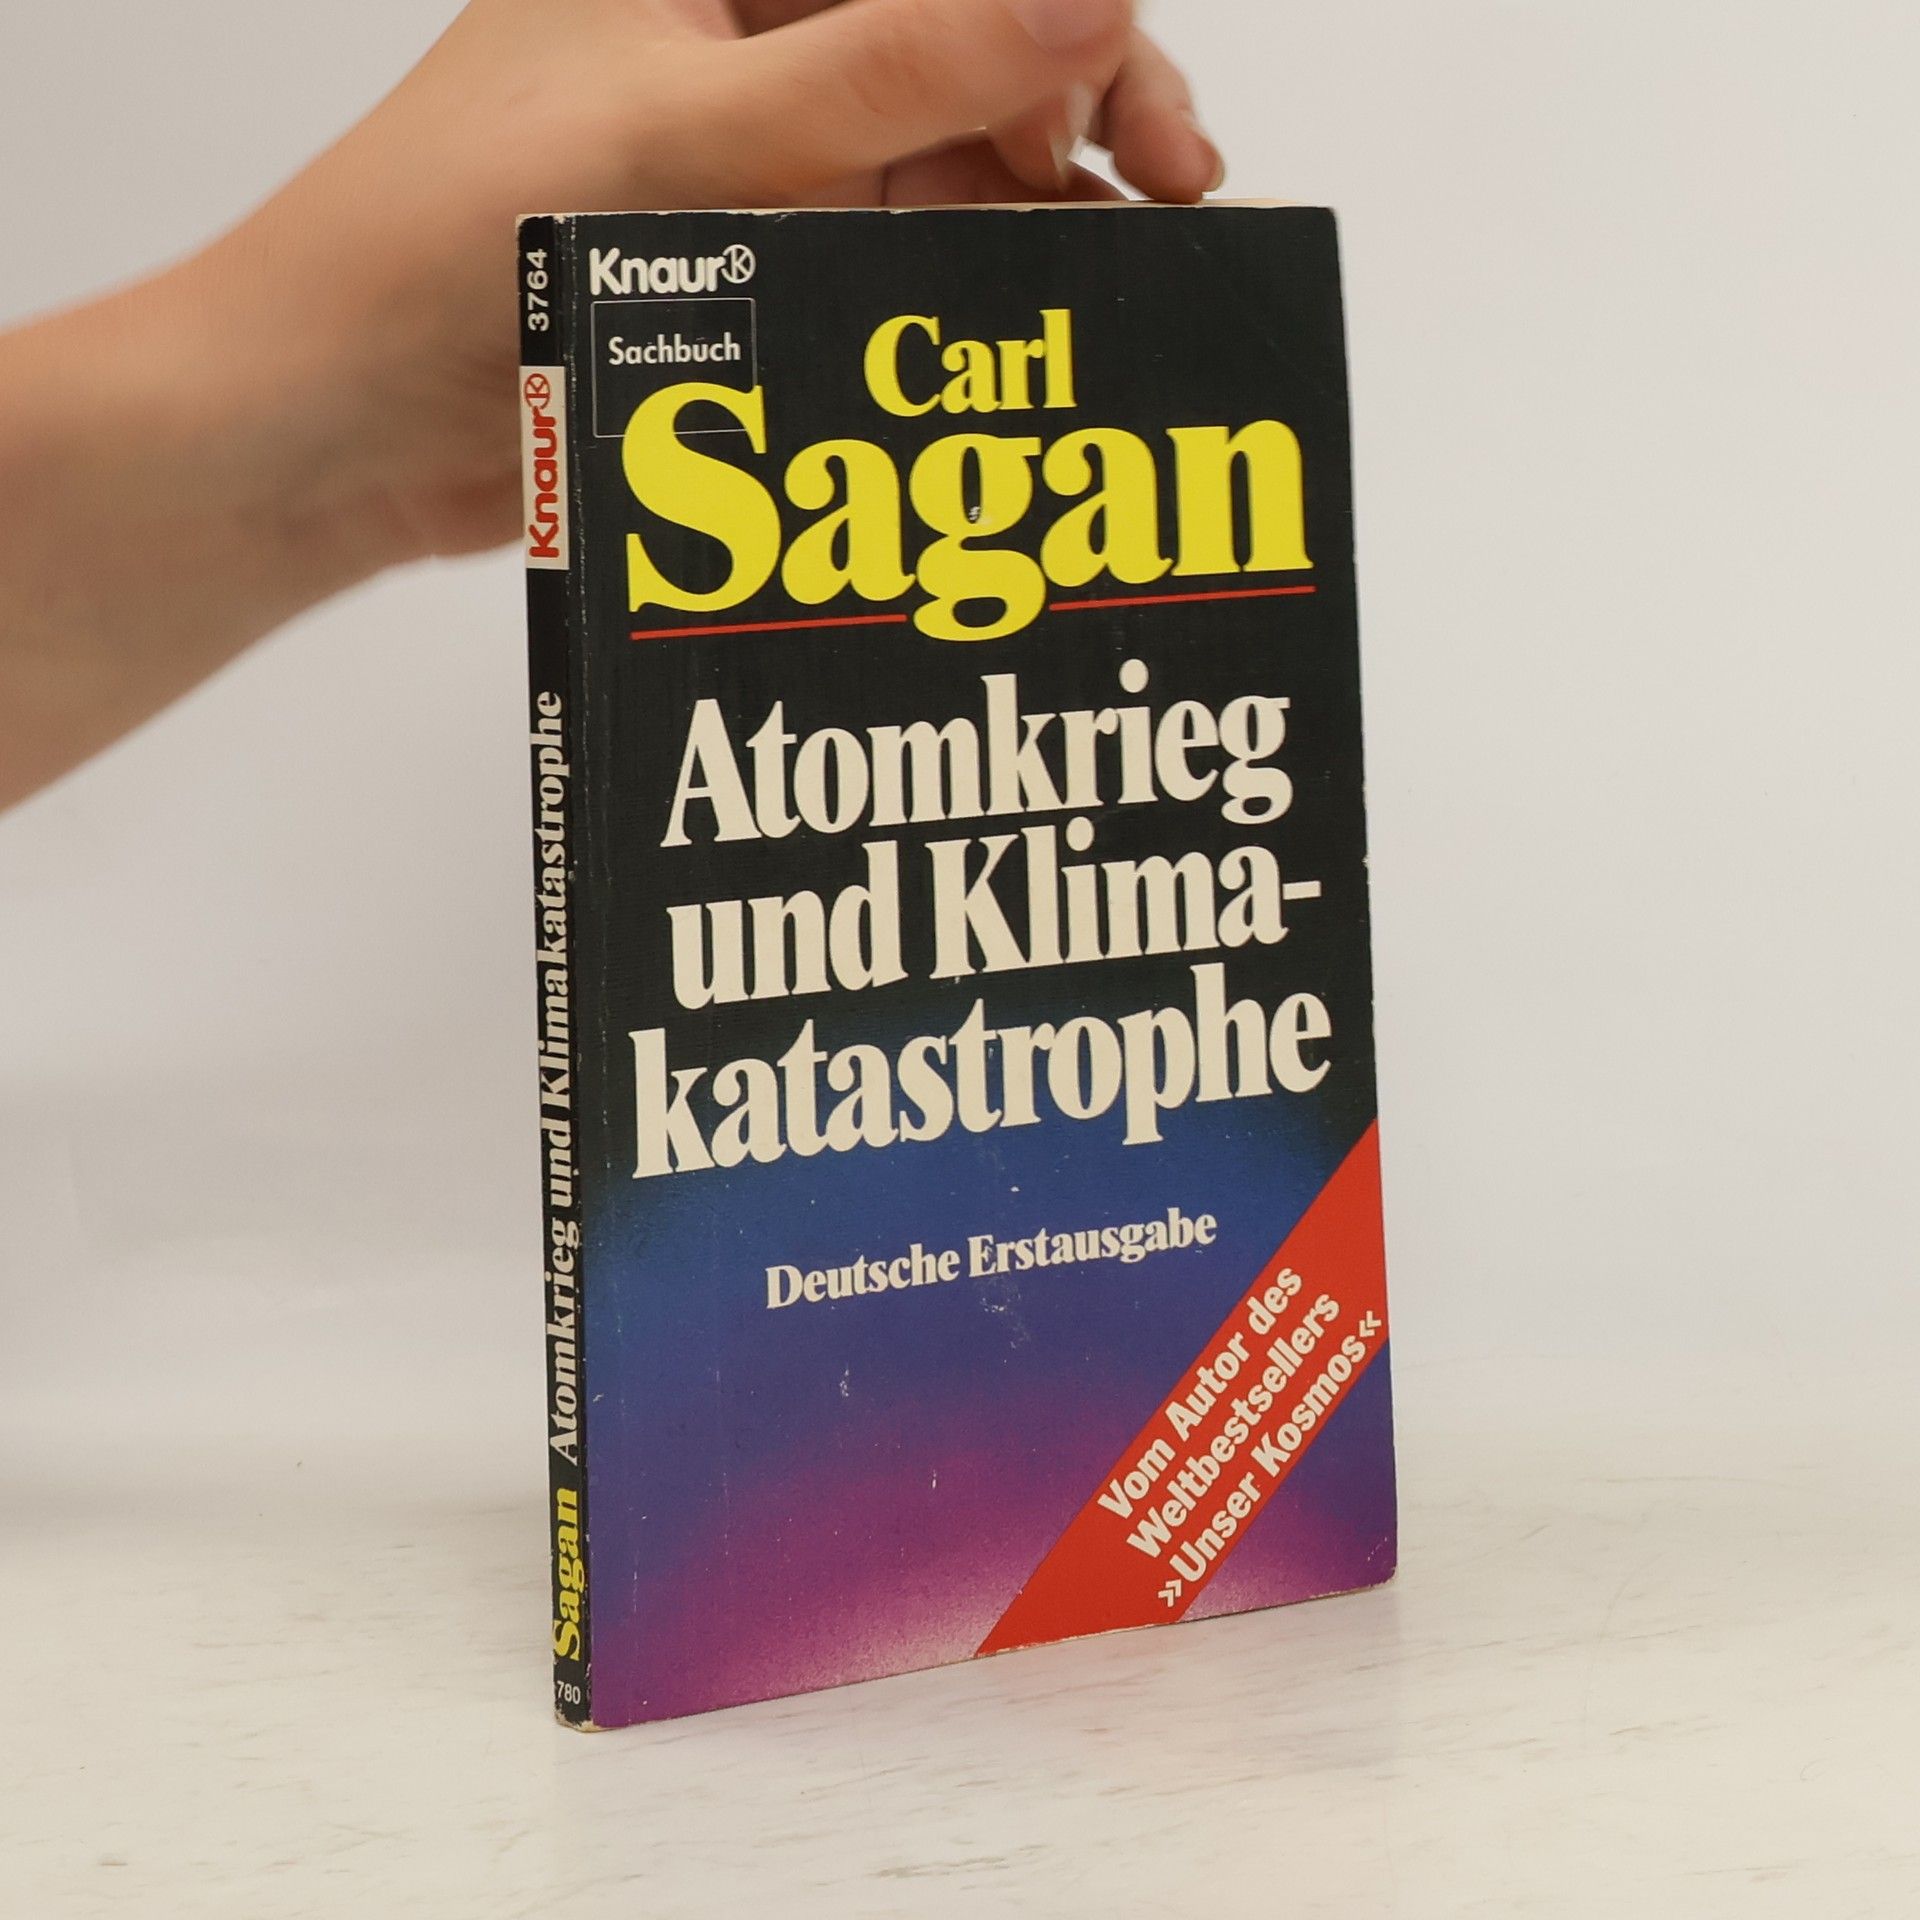 Knaur
Sachbuch
Carl
Sagan
Atomkrieg
und Klima-
katastrophe
Deutsche Erstausgabe
Vom Autor des
Weltbestsellers
»Unser Kosmos«
3764
Knaur
Sagan Atomkrieg und Klimakatastrophe
780